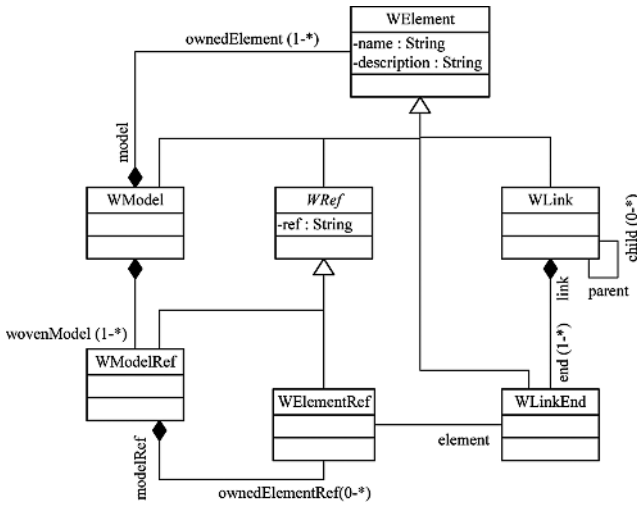 WElement
ownedElement (1-*)
-name : String
-description : String
model
WModel
WRef
WLink
-ref : String
child (0-*)
link
parent
wovenModel (1-*)
end (1-*)
WModelRef
WElementRef
WLinkEnd
element
modelRef
ownedElementRef(0-*)